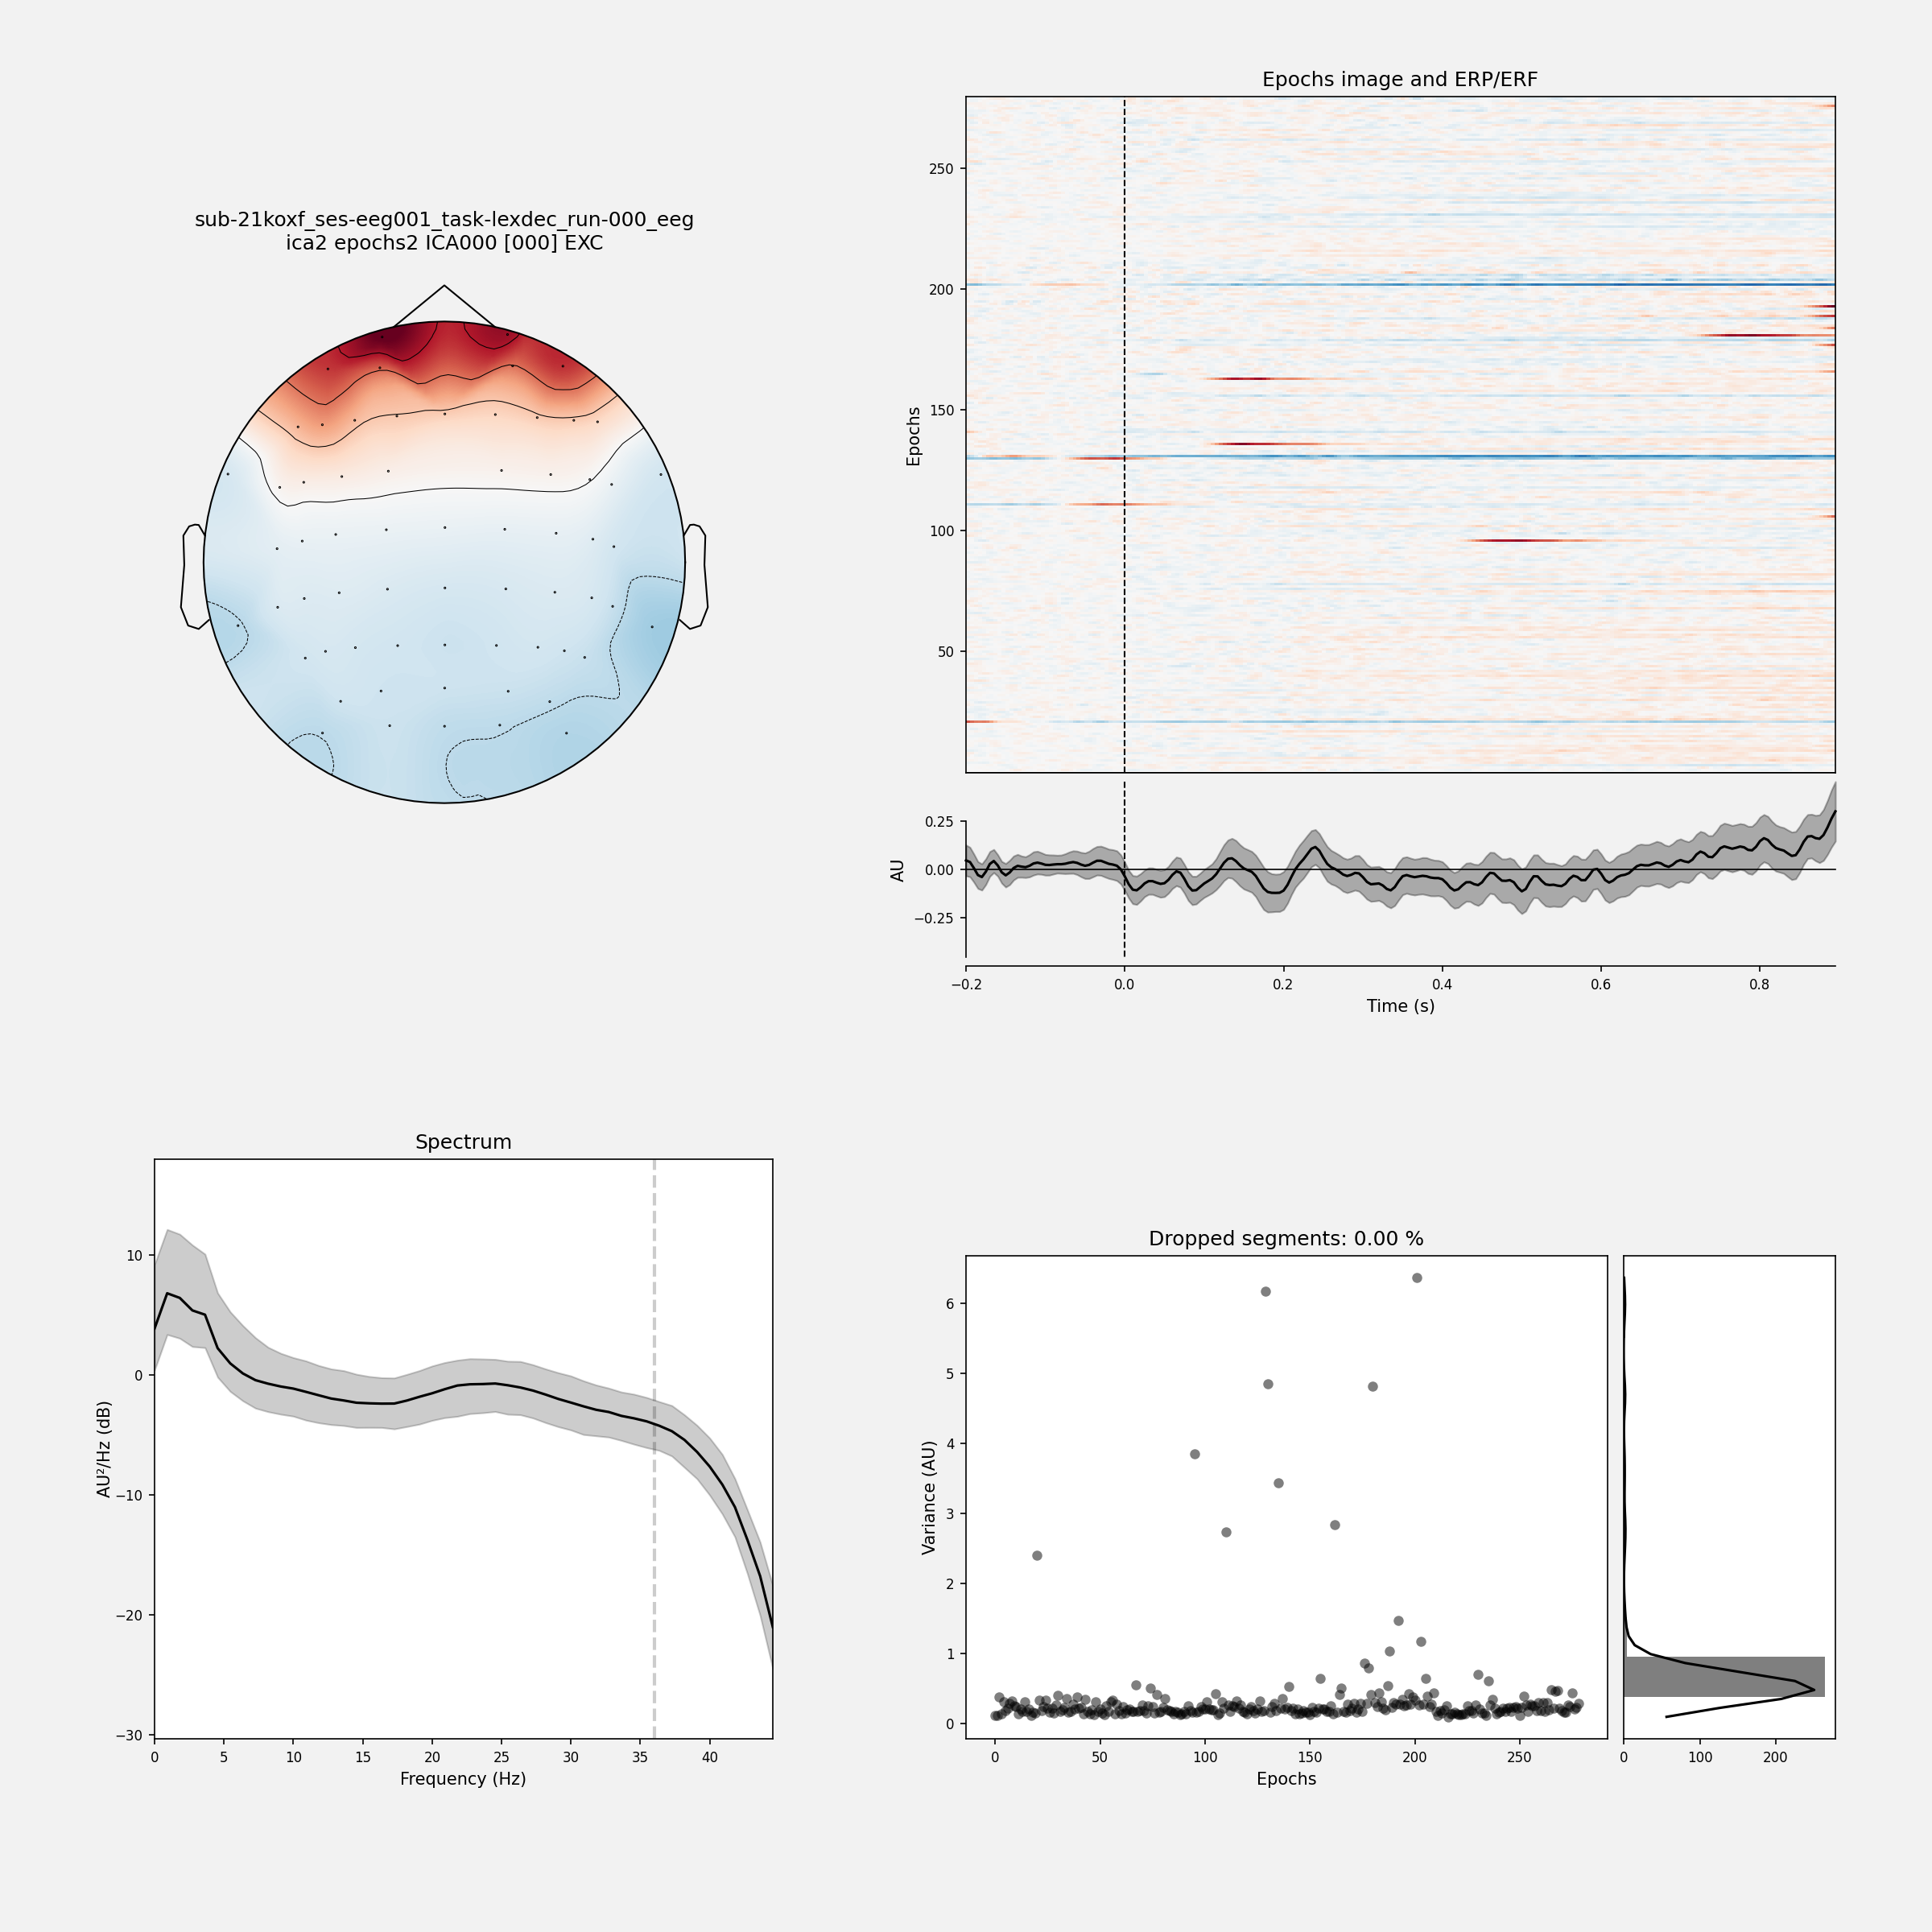 sub-21koxf_ses-eeg001_task-lexdec_run-000_eeg
ica2 epochs2 ICA000 [000] EXC
Epochs image and ERP/ERF
Epochs
250
200
150
100
50
AU
0.25
0.00
−0.25
−0.2 0.0 0.2 0.4 0.6 0.8
Time (s)
Spectrum
AU²/Hz (dB)
10
0
−10
−20
−30
0 5 10 15 20 25 30 35 40
Frequency (Hz)
Dropped segments: 0.00 %
Variance (AU)
6
5
4
3
2
1
0
0 50 100 150 200 250
Epochs
0 100 200